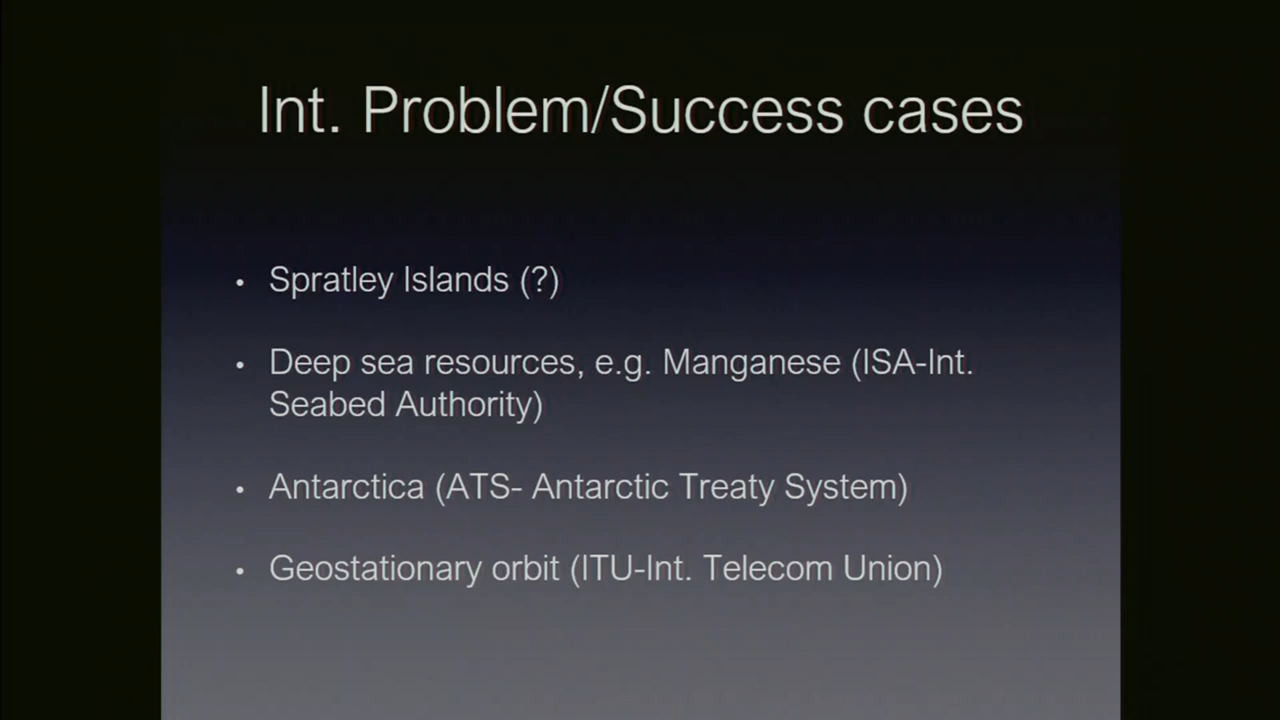 Int. Problem/Success cases
• Spratley Islands (?)
• Deep sea resources, e.g. Manganese (ISA-Int.
Seabed Authority)
• Antarctica (ATS- Antarctic Treaty System)
• Geostationary orbit (ITU-Int. Telecom Union)